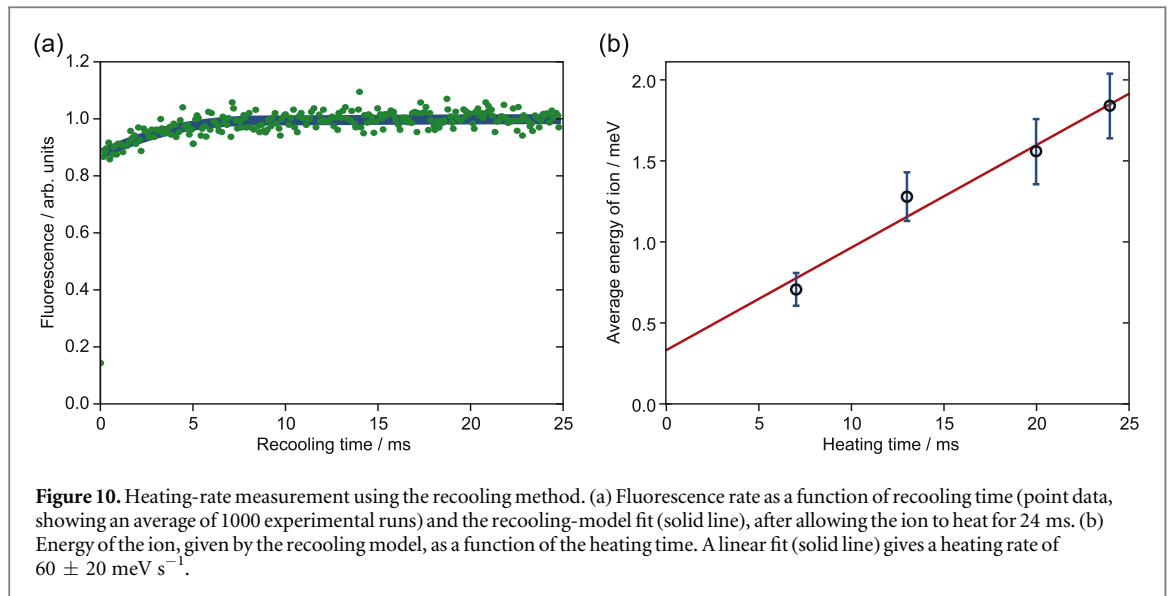 (a)
1.2
1.0
0.8
0.6
0.4
0.2
0.0
Fluorescence / arb. units
0 5 10 15 20 25
Recooling time / ms
(b)
2.0
1.5
1.0
0.5
0.0
Average energy of ion / meV
0 5 10 15 20 25
Heating time / ms
Figure 10. Heating-rate measurement using the recooling method. (a) Fluorescence rate as a function of recooling time (point data,
showing an average of 1000 experimental runs) and the recooling-model fit (solid line), after allowing the ion to heat for 24 ms. (b)
Energy of the ion, given by the recooling model, as a function of the heating time. A linear fit (solid line) gives a heating rate of
60 ± 20 meV s⁻¹.